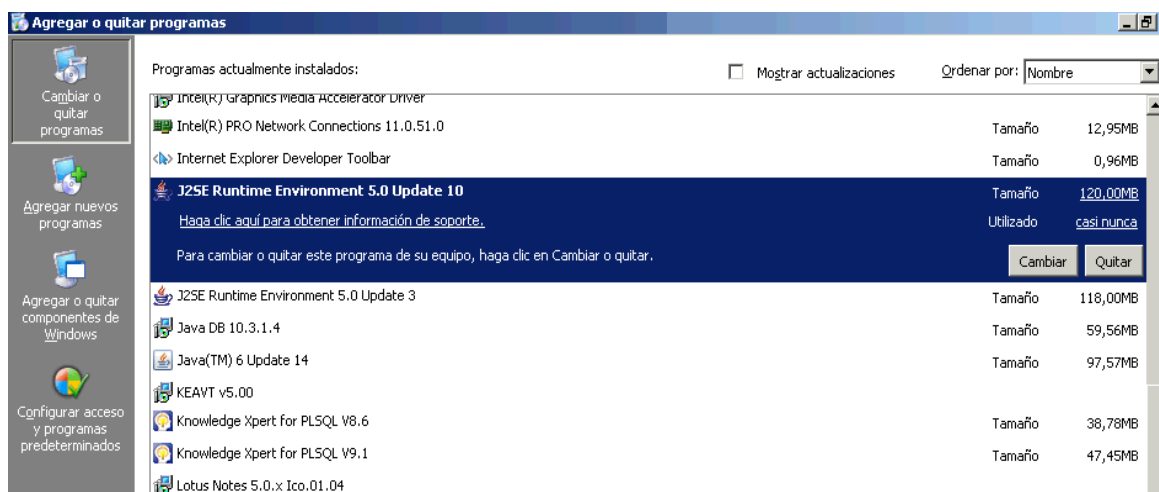 Agregar o quitar programas
Cambiar o
quitar
programas
Agregar nuevos
programas
Agregar o quitar
componentes de
Windows
Configurar acceso
y programas
predeterminados
Programas actualmente instalados:
Mostrar actualizaciones
Ordenar por: Nombre
Intel(R) Graphics Media Accelerator Driver
Intel(R) PRO Network Connections 11.0.51.0 Tamaño 12,95MB
Internet Explorer Developer Toolbar Tamaño 0,96MB
J2SE Runtime Environment 5.0 Update 10 Tamaño 120,00MB
Haga clic aquí para obtener información de soporte. Utilizado casi nunca
Para cambiar o quitar este programa de su equipo, haga clic en Cambiar o quitar. Cambiar Quitar
J2SE Runtime Environment 5.0 Update 3 Tamaño 118,00MB
Java DB 10.3.1.4 Tamaño 59,56MB
Java(TM) 6 Update 14 Tamaño 97,57MB
KEAVT v5.00
Knowledge Xpert for PLSQL V8.6 Tamaño 38,78MB
Knowledge Xpert for PLSQL V9.1 Tamaño 47,45MB
Lotus Notes 5.0.x Ico.01.04